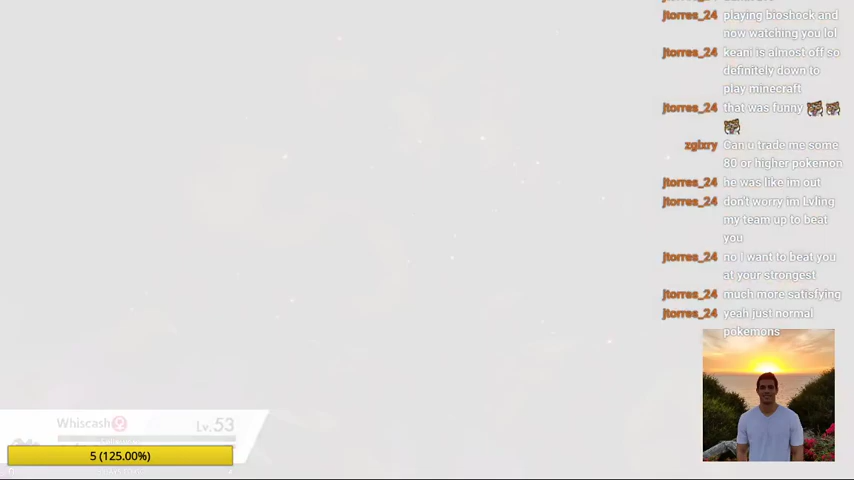 jtorres_24 playing bioshock and
now watching you lol
jtorres_24 keani is almost off so
definitely down to
play minecraft
jtorres_24 that was funny
zglxry Can u trade me some
80 or higher pokemon
jtorres_24 he was like im out
jtorres_24 don't worry im Lvling
my team up to beat
you
jtorres_24 no I want to beat you
at your strongest
jtorres_24 much more satisfying
jtorres_24 yeah just normal
pokemons
Whiscash♀ Lv.53
5 (125.00%)